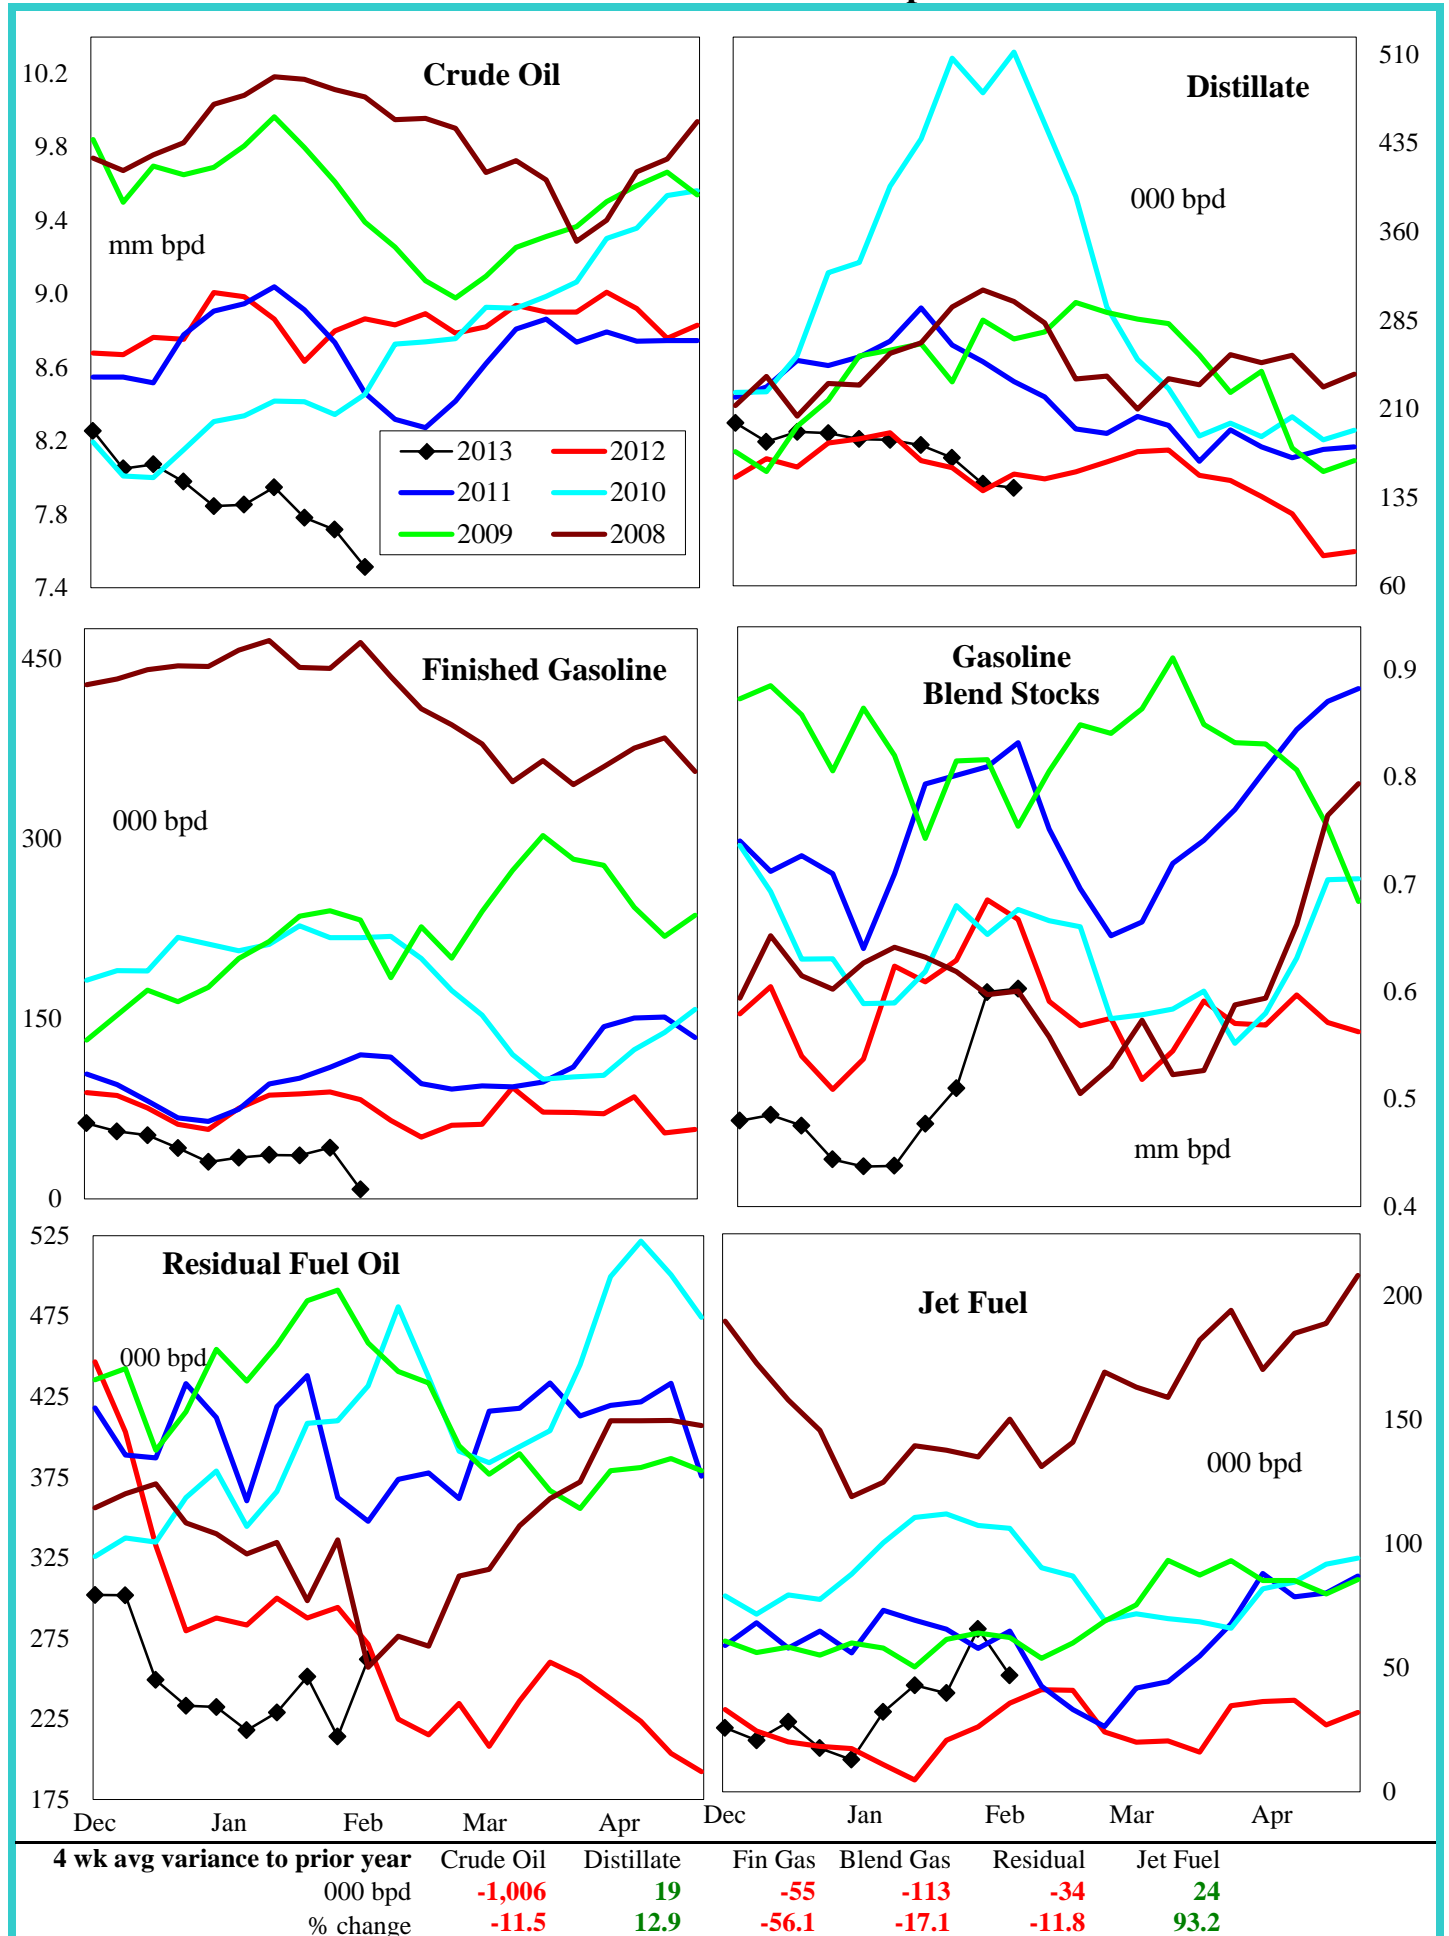 Crude Oil
mm bpd
10.2
9.8
9.4
9.0
8.6
8.2
7.8
7.4
2013 2012
2011 2010
2009 2008
Distillate
000 bpd
510
435
360
285
210
135
60
Finished Gasoline
000 bpd
450
300
150
0
Gasoline
Blend Stocks
mm bpd
0.9
0.8
0.7
0.6
0.5
0.4
Residual Fuel Oil
000 bpd
525
475
425
375
325
275
225
175
Dec Jan Feb Mar Apr
Jet Fuel
000 bpd
200
150
100
50
0
Dec Jan Feb Mar Apr
4 wk avg variance to prior year Crude Oil Distillate Fin Gas Blend Gas Residual Jet Fuel
000 bpd -1,006 19 -55 -113 -34 24
% change -11.5 12.9 -56.1 -17.1 -11.8 93.2